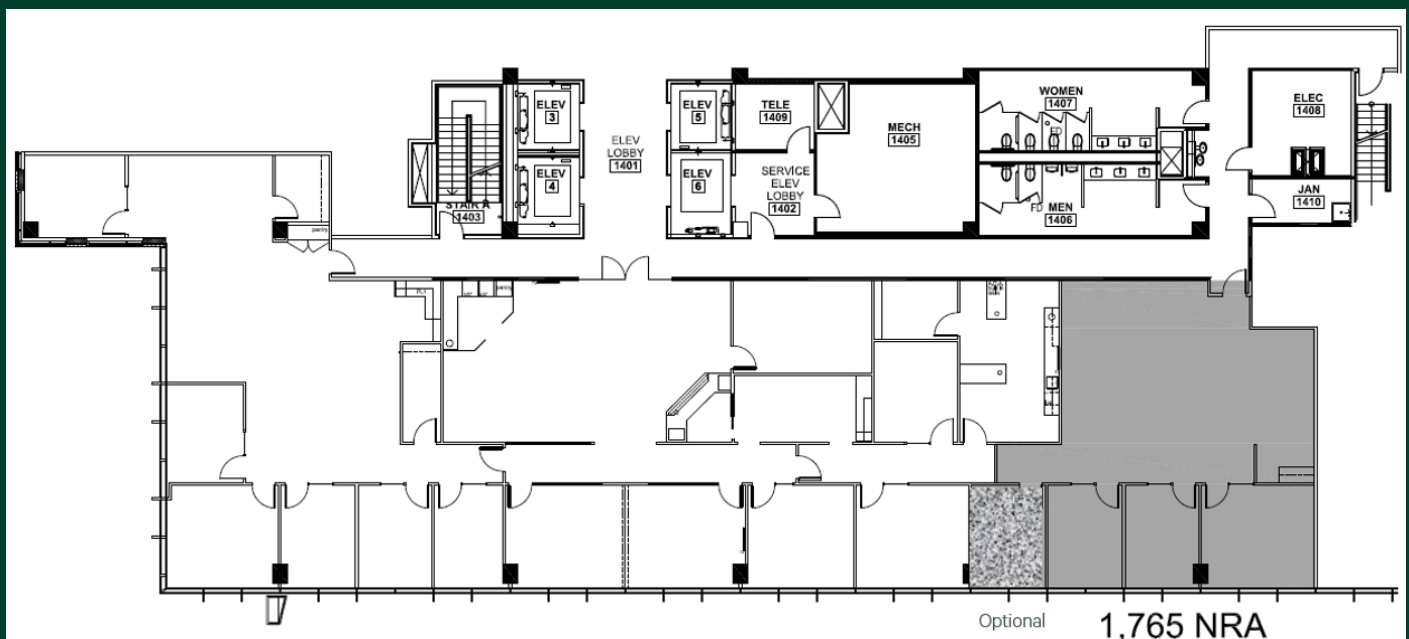 WOMEN
1407
ELEV
3
ELEV
5
TELE
1409
ELEC
1408
MECH
1405
ELEV
LOBBY
1401
FD
ELEV
4
ELEV
6
SERVICE
ELEV
LOBBY
1402
JAN
1410
STAIR A
1403
FD
MEN
1406
pantry
pantry
Optional
1,765 NRA